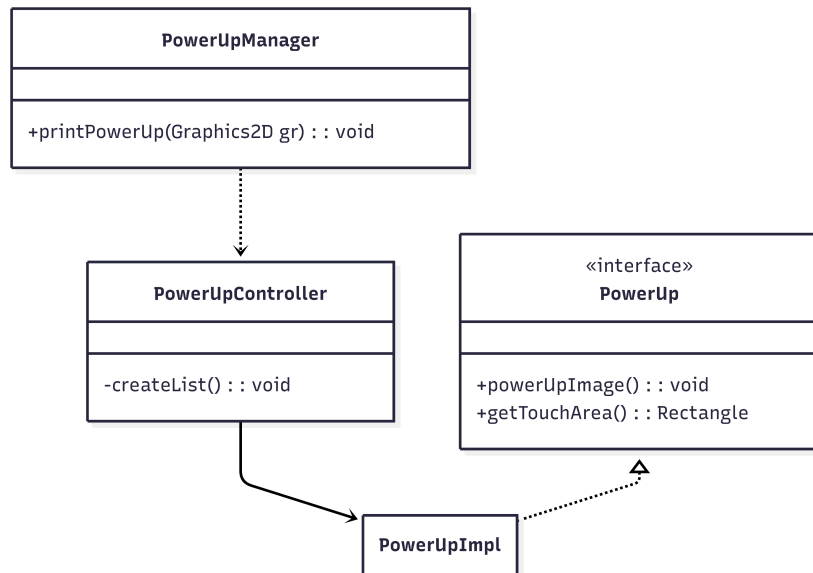 PowerUpManager
+printPowerUp(Graphics2D gr) : : void
PowerUpController
-createList() : : void
«interface»
PowerUp
+powerUpImage() : : void
+getTouchArea() : : Rectangle
PowerUpImpl